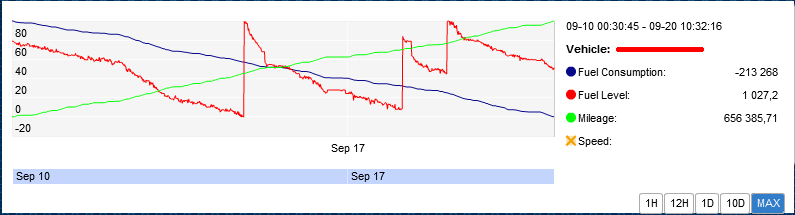 80
60
40
20
0
-20
Sep 17
Sep 10 Sep 17
09-10 00:30:45 - 09-20 10:32:16
Vehicle:
Fuel Consumption: -213 268
Fuel Level: 1 027,2
Mileage: 656 385,71
Speed:
1H 12H 1D 10D MAX